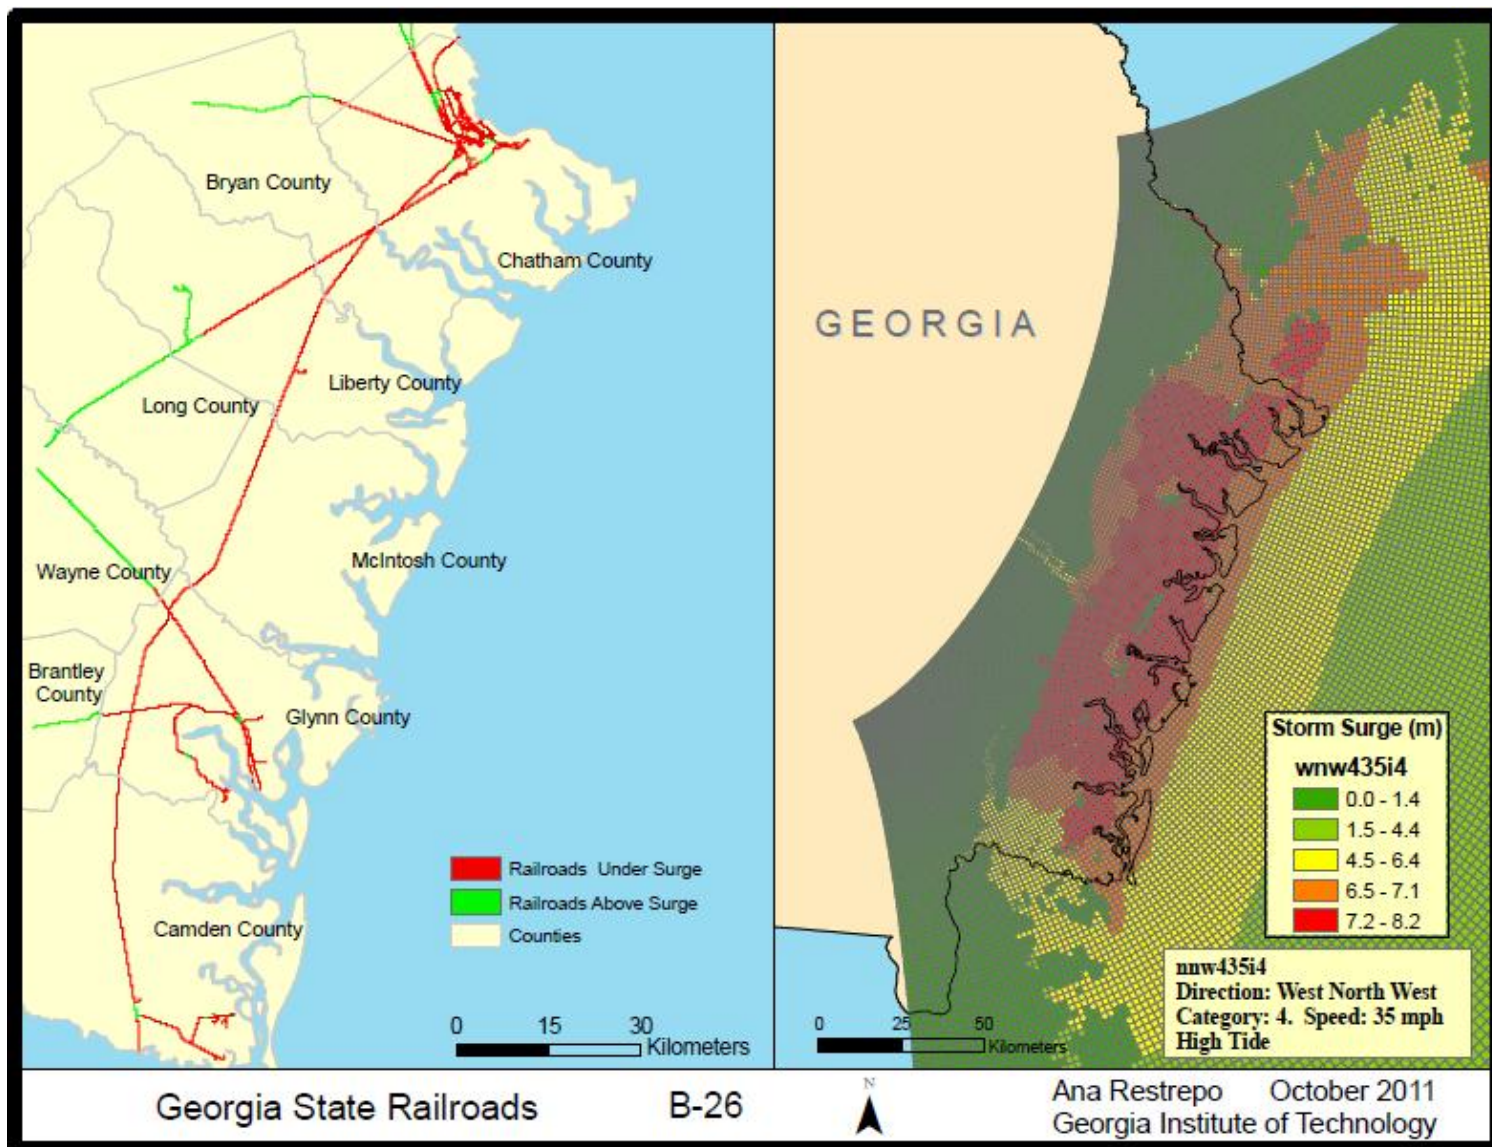 Bryan County
Chatham County
Liberty County
Long County
McIntosh County
Wayne County
Brantley
County
Glynn County
Camden County
Railroads Under Surge
Railroads Above Surge
Counties
0 15 30
Kilometers
GEORGIA
Storm Surge (m)
wnw435i4
0.0 - 1.4
1.5 - 4.4
4.5 - 6.4
6.5 - 7.1
7.2 - 8.2
nnw435i4
Direction: West North West
Category: 4. Speed: 35 mph
High Tide
0 25 50
Kilometers
Georgia State Railroads
B-26
N
Ana Restrepo October 2011
Georgia Institute of Technology